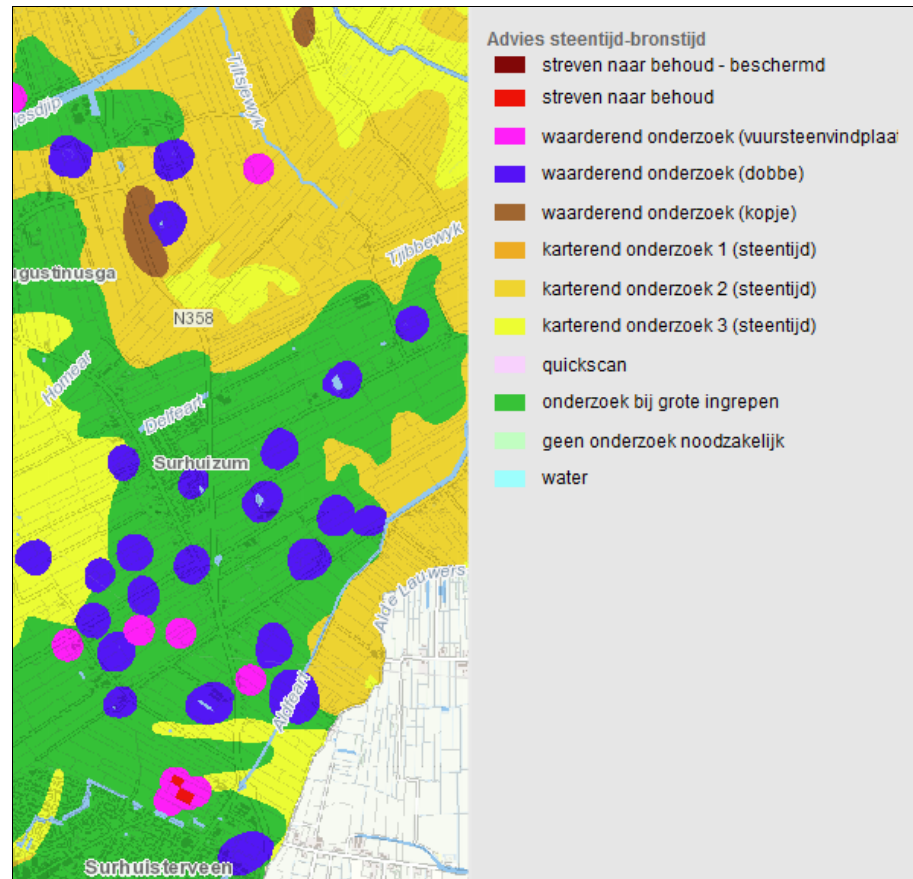 Advies steentijd-bronstijd
streven naar behoud - beschermd
streven naar behoud
waarderend onderzoek (vuursteenvindplaat
waarderend onderzoek (dobbe)
waarderend onderzoek (kopje)
karterend onderzoek 1 (steentijd)
karterend onderzoek 2 (steentijd)
karterend onderzoek 3 (steentijd)
quickscan
onderzoek bij grote ingrepen
geen onderzoek noodzakelijk
water
Tiltsjewyk
lesdjip
Tjibbewyk
ugustinusga
N358
Homear
Delfeart
Surhuizum
Alde Lauwers
Aldfeart
Surhuisterveen